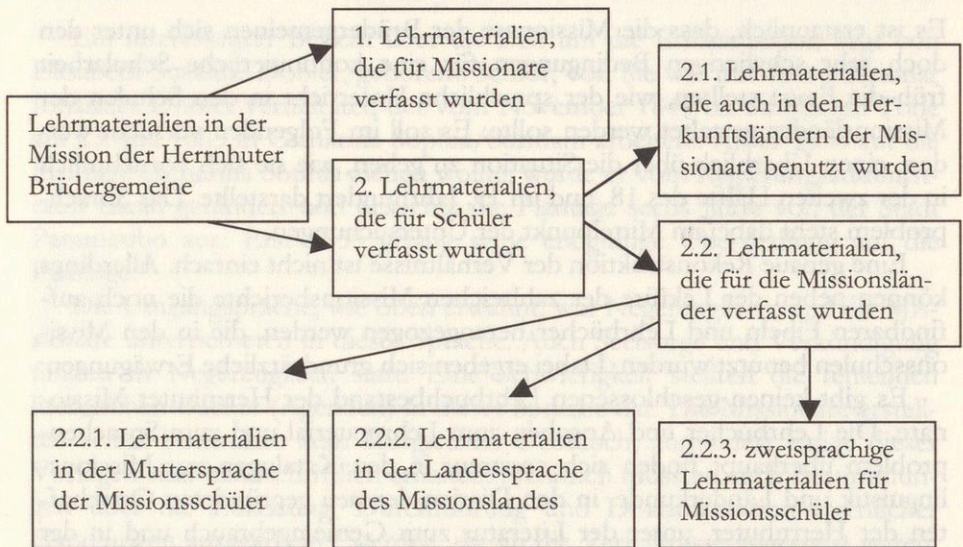 Lehrmaterialien in der
Mission der Herrnhuter
Brüdergemeine
1. Lehrmaterialien,
die für Missionare
verfasst wurden
2. Lehrmaterialien,
die für Schüler
verfasst wurden
2.1. Lehrmaterialien,
die auch in den Her-
kunftsländern der Mis-
sionare benutzt wurden
2.2. Lehrmaterialien,
die für die Missionslän-
der verfasst wurden
2.2.1. Lehrmaterialien
in der Muttersprache
der Missionsschüler
2.2.2. Lehrmaterialien
in der Landessprache
des Missionslandes
2.2.3. zweisprachige
Lehrmaterialien für
Missionsschüler